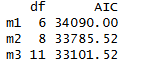 df AIC
m1 6 34090.00
m2 8 33785.52
m3 11 33101.52